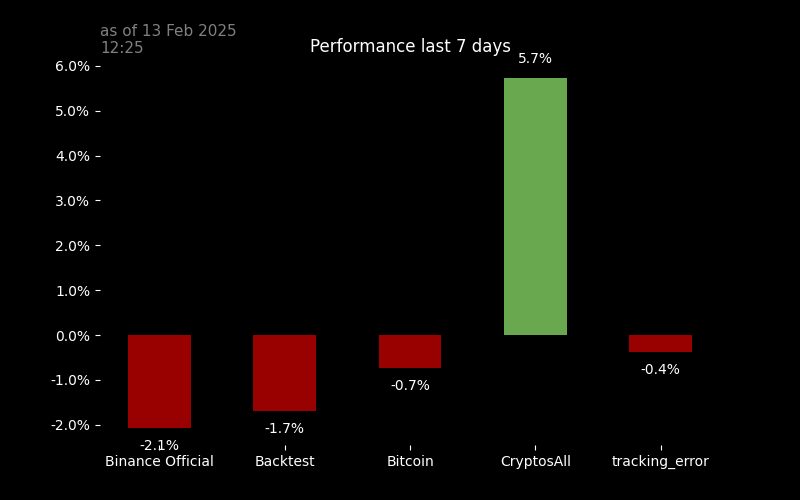 as of 13 Feb 2025
12:25
Performance last 7 days
5.7%
6.0%
5.0%
4.0%
3.0%
2.0%
1.0%
0.0%
-1.0%
-2.0%
-2.1%
-1.7%
-0.7%
-0.4%
Binance Official
Backtest
Bitcoin
CryptosAll
tracking_error